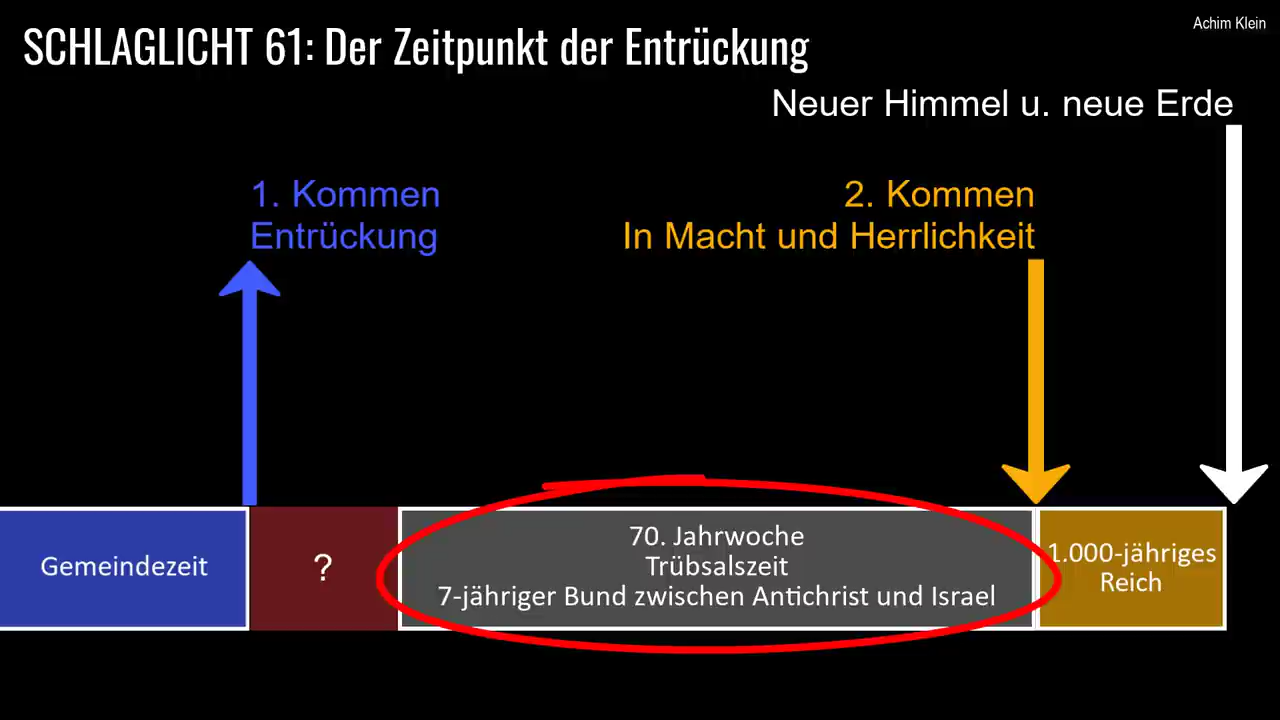 Achim Klein
SCHLAGLICHT 61: Der Zeitpunkt der Entrückung
Neuer Himmel u. neue Erde
1. Kommen
Entrückung
2. Kommen
In Macht und Herrlichkeit
Gemeindezeit
?
70. Jahrwoche
Trübsalszeit
7-jähriger Bund zwischen Antichrist und Israel
1.000-jähriges
Reich